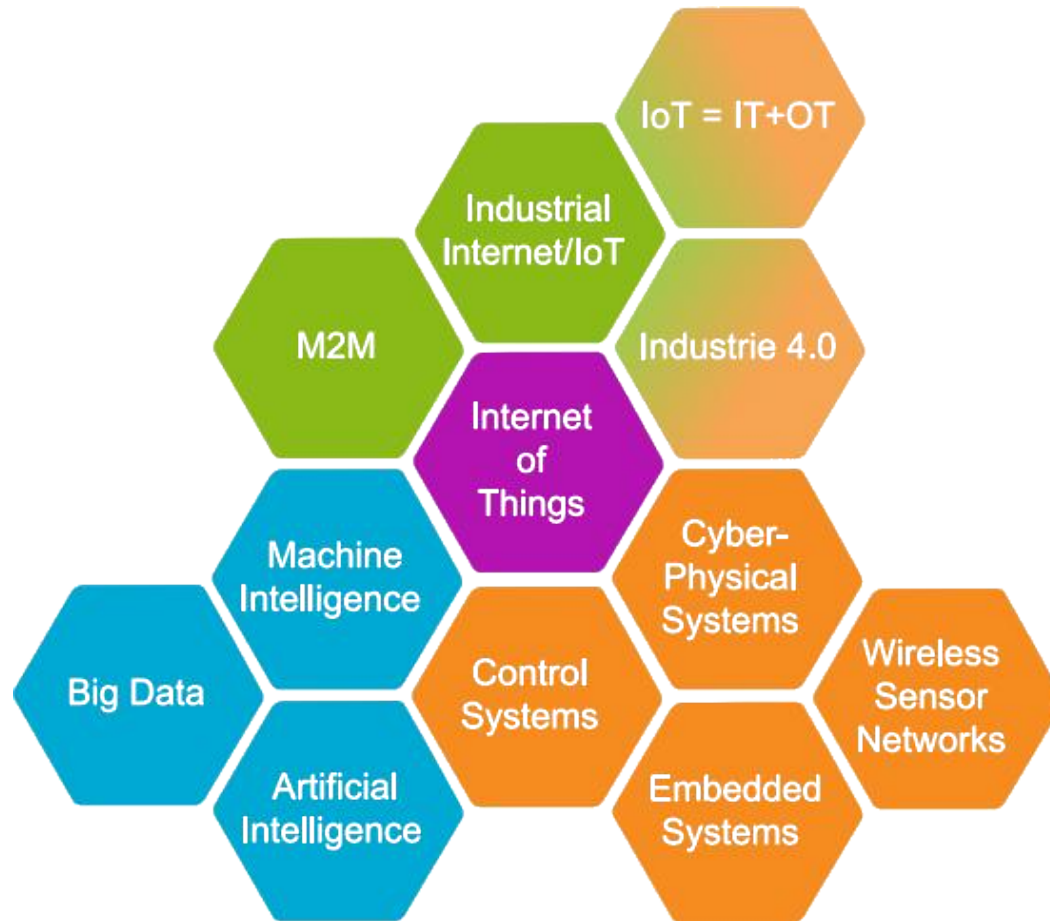 IoT = IT+OT
Industrial
Internet/IoT
M2M
Industrie 4.0
Internet
of
Things
Machine
Intelligence
Cyber-
Physical
Systems
Big Data
Control
Systems
Wireless
Sensor
Networks
Artificial
Intelligence
Embedded
Systems